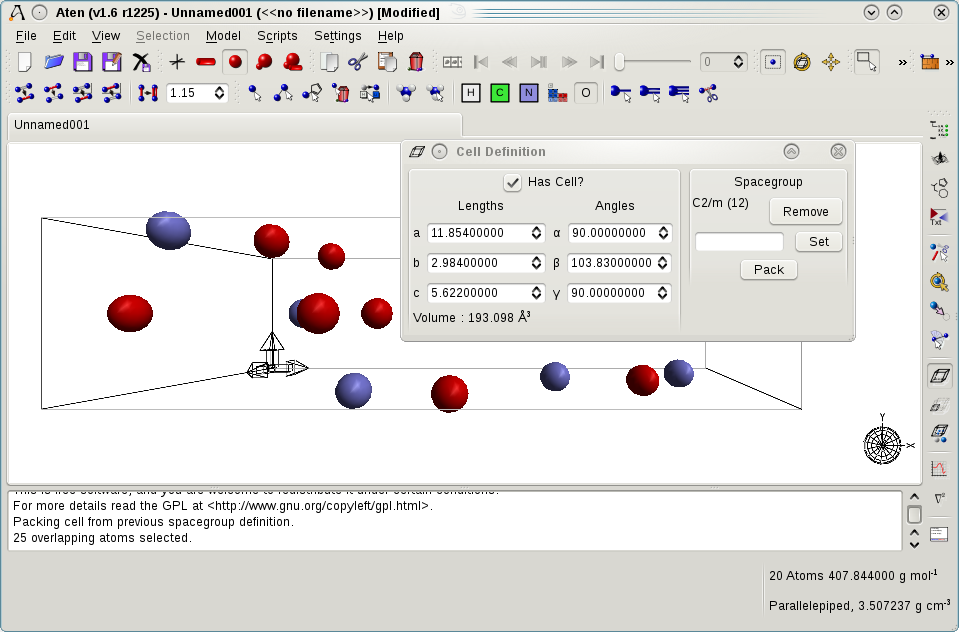 Aten (v1.6 r1225) - Unnamed001 (<<no filename>>) [Modified]
File Edit View Selection Model Scripts Settings Help
0
1.15 H C N O
Unnamed001
Cell Definition
Has Cell?
Lengths Angles
a 11.85400000 α 90.00000000
b 2.98400000 β 103.83000000
c 5.62200000 γ 90.00000000
Volume : 193.098 Å³
Spacegroup
C2/m (12) Remove
Set
Pack
Txt
Y
X
This is free software, and you are welcome to redistribute it under certain conditions.
For more details read the GPL at <http://www.gnu.org/copyleft/gpl.html>.
Packing cell from previous spacegroup definition.
25 overlapping atoms selected.
20 Atoms 407.844000 g mol⁻¹
Parallelepiped, 3.507237 g cm⁻³